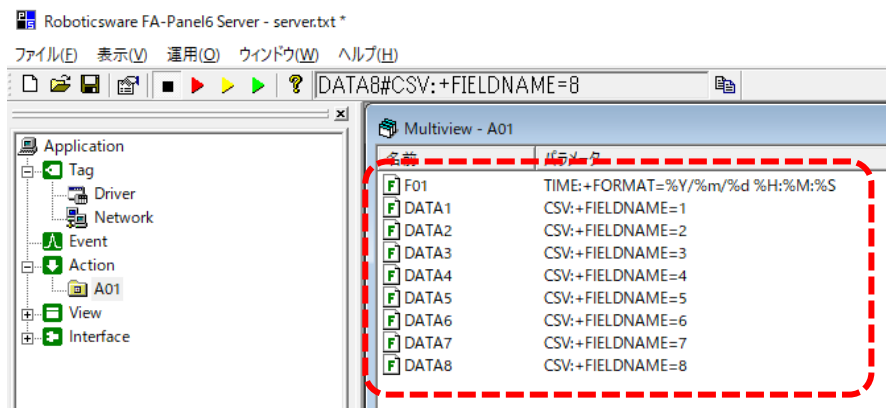 Roboticsware FA-Panel6 Server - server.txt *
ファイル(F) 表示(V) 運用(O) ウィンドウ(W) ヘルプ(H)
DATA8#CSV:+FIELDNAME=8
Application
Tag
Driver
Network
Event
Action
A01
View
Interface
Multiview - A01
名前 パラメータ
F01 TIME:+FORMAT=%Y/%m/%d %H:%M:%S
DATA1 CSV:+FIELDNAME=1
DATA2 CSV:+FIELDNAME=2
DATA3 CSV:+FIELDNAME=3
DATA4 CSV:+FIELDNAME=4
DATA5 CSV:+FIELDNAME=5
DATA6 CSV:+FIELDNAME=6
DATA7 CSV:+FIELDNAME=7
DATA8 CSV:+FIELDNAME=8